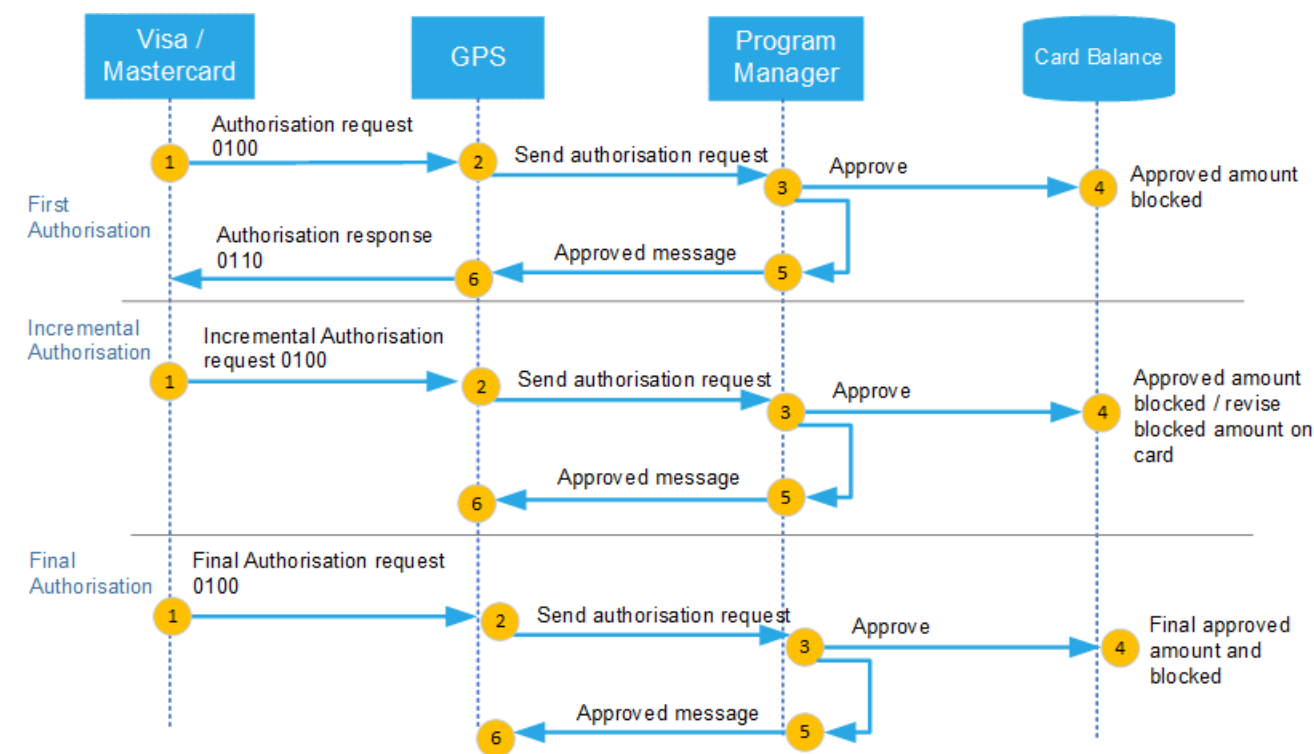 Visa /
Mastercard
GPS
Program
Manager
Card Balance
Authorisation request
0100
1
2
Send authorisation request
3
Approve
4
Approved amount
blocked
First
Authorisation
Authorisation response
0110
6
Approved message
5
Incremental
Authorisation
Incremental Authorisation
request 0100
1
2
Send authorisation request
3
Approve
4
Approved amount
blocked / revise
blocked amount on
card
6
Approved message
5
Final
Authorisation
Final Authorisation request
0100
1
2
Send authorisation request
3
Approve
4
Final approved
amount and
blocked
6
Approved message
5